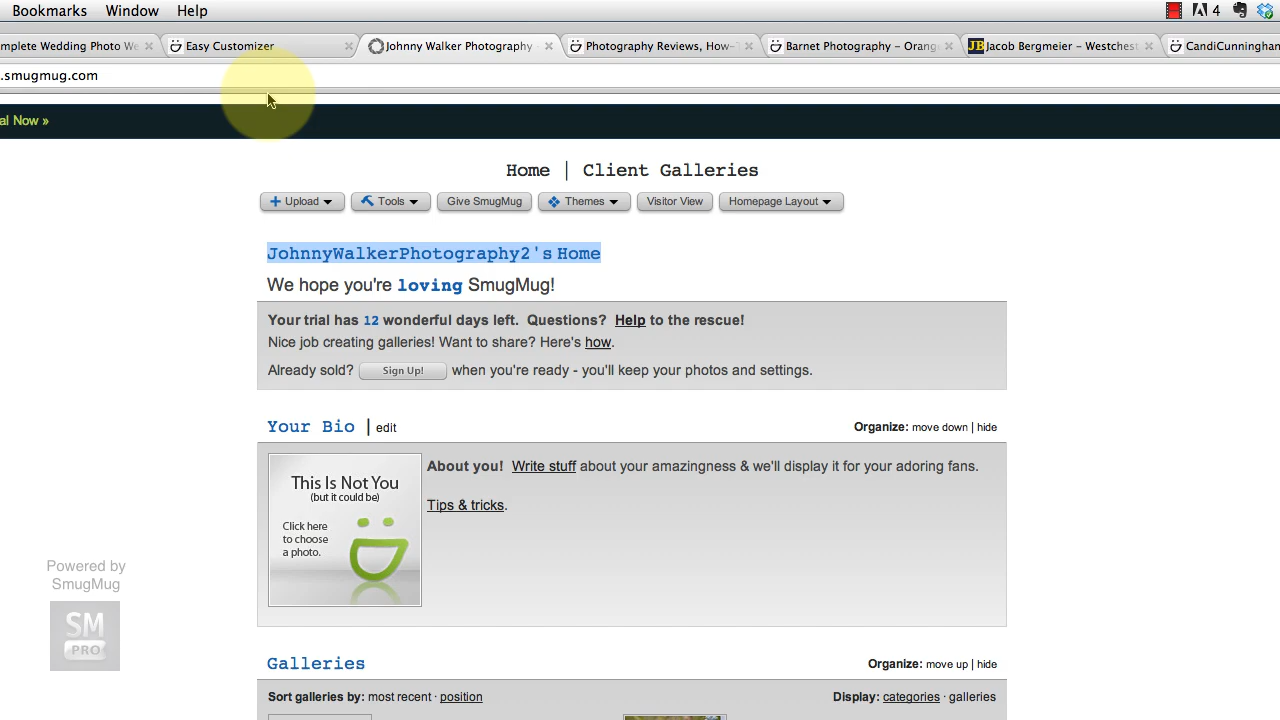 Bookmarks Window Help 4
mplete Wedding Photo We Easy Customizer Johnny Walker Photography Photography Reviews, How- Barnet Photography – Orang JB Jacob Bergmeier – Westchest CandiCunninghan
.smugmug.com
al Now »
Home | Client Galleries
Upload Tools Give SmugMug Themes Visitor View Homepage Layout
JohnnyWalkerPhotography2's Home
We hope you're loving SmugMug!
Your trial has 12 wonderful days left. Questions? Help to the rescue!
Nice job creating galleries! Want to share? Here's how.
Already sold? Sign Up! when you're ready - you'll keep your photos and settings.
Your Bio | edit Organize: move down | hide
This Is Not You
(but it could be)
Click here
to choose
a photo.
About you! Write stuff about your amazingness & we'll display it for your adoring fans.
Tips & tricks.
Powered by
SmugMug
SM
PRO
Galleries Organize: move up | hide
Sort galleries by: most recent · position Display: categories · galleries